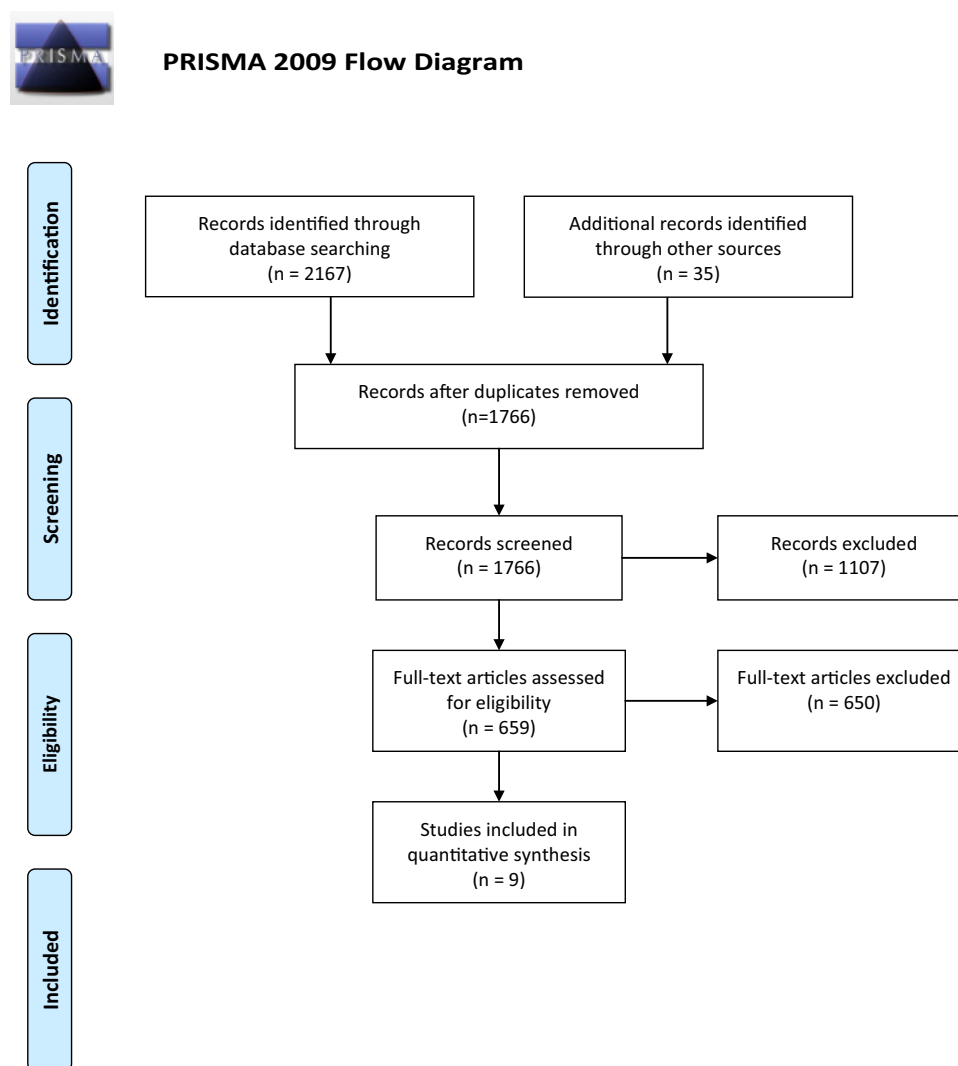 PRISMA
PRISMA 2009 Flow Diagram
Identification
Records identified through
database searching
(n = 2167)
Additional records identified
through other sources
(n = 35)
Records after duplicates removed
(n=1766)
Screening
Records screened
(n = 1766)
Records excluded
(n = 1107)
Eligibility
Full-text articles assessed
for eligibility
(n = 659)
Full-text articles excluded
(n = 650)
Studies included in
quantitative synthesis
(n = 9)
Included